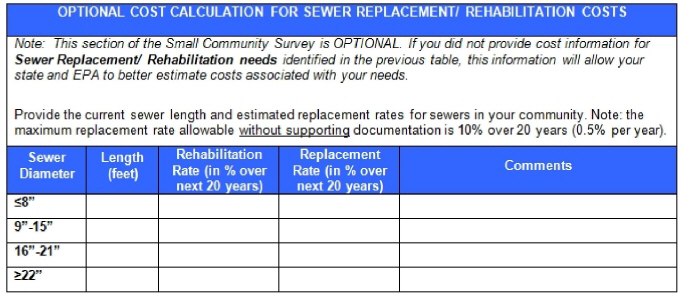 OPTIONAL COST CALCULATION FOR SEWER REPLACEMENT/ REHABILITATION COSTS
Note: This section of the Small Community Survey is OPTIONAL. If you did not provide cost information for
Sewer Replacement/ Rehabilitation needs identified in the previous table, this information will allow your
state and EPA to better estimate costs associated with your needs.
Provide the current sewer length and estimated replacement rates for sewers in your community. Note: the
maximum replacement rate allowable without supporting documentation is 10% over 20 years (0.5% per year).
Sewer Diameter Length (feet) Rehabilitation Rate (in % over next 20 years) Replacement Rate (in % over next 20 years) Comments
≤8"
9"-15"
16"-21"
≥22"